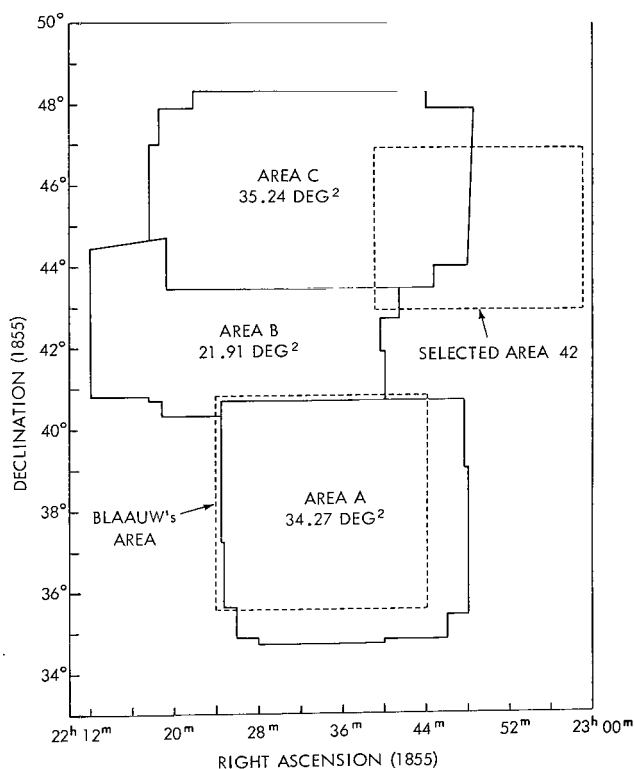 50°
48°
46°
44°
42°
40°
38°
36°
34°
33°
DECLINATION (1855)
AREA C
35.24 DEG²
AREA B
21.91 DEG²
SELECTED AREA 42
BLAAUW's
AREA
AREA A
34.27 DEG²
22ʰ 12ᵐ
20ᵐ
28ᵐ
36ᵐ
44ᵐ
52ᵐ
23ʰ 00ᵐ
RIGHT ASCENSION (1855)